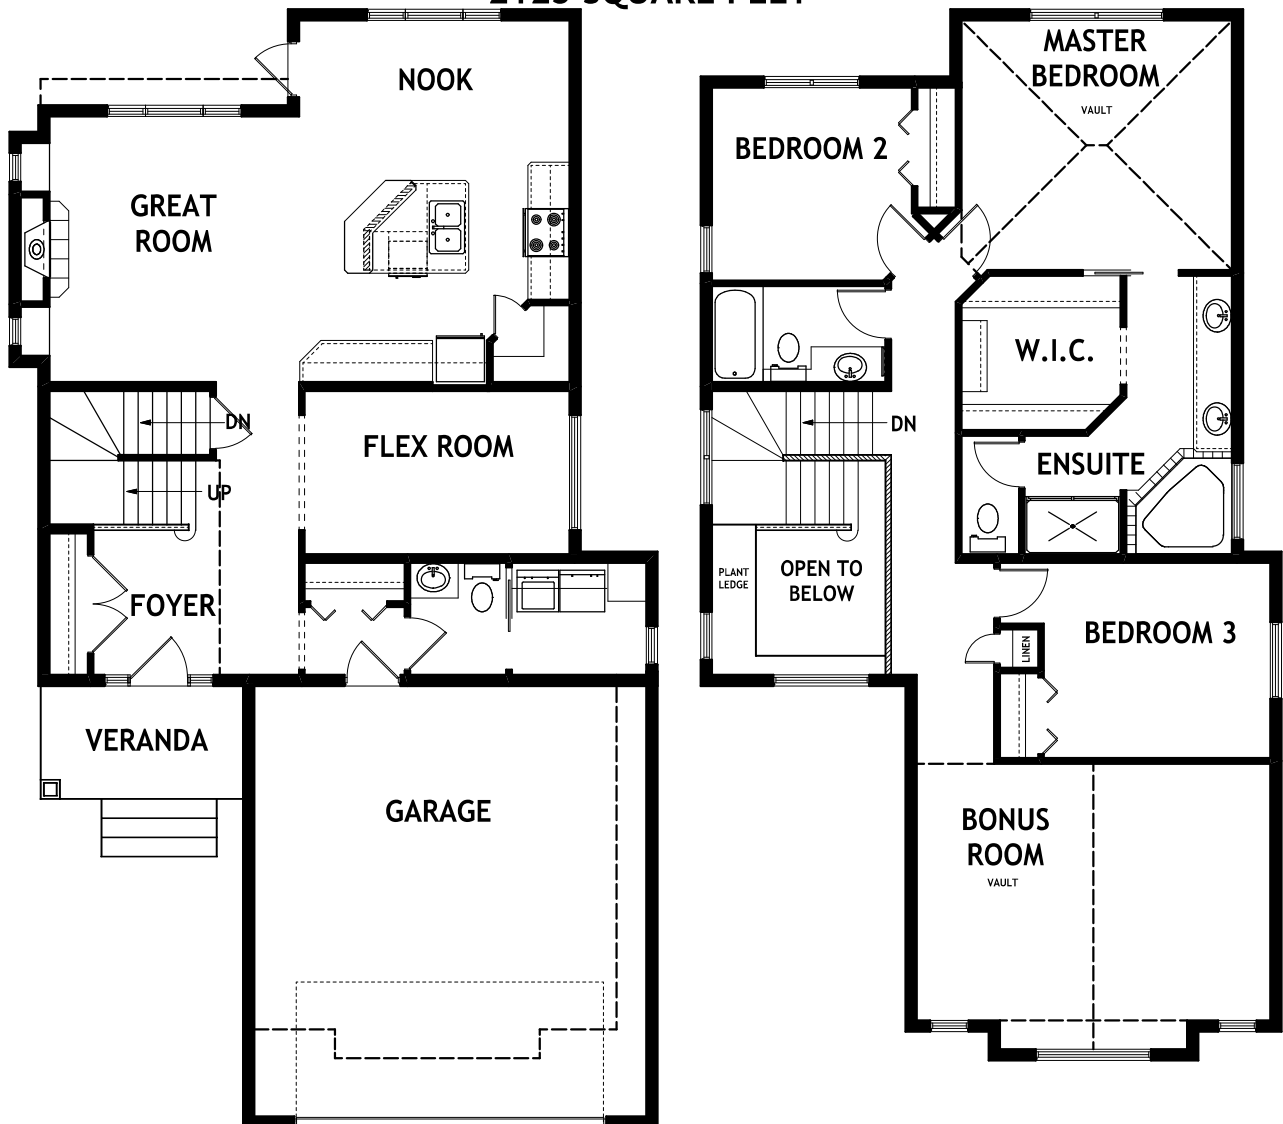 NOOK
GREAT
ROOM
DN
FLEX ROOM
UP
FOYER
VERANDA
GARAGE
MASTER
BEDROOM
VAULT
BEDROOM 2
W.I.C.
DN
ENSUITE
PLANT
LEDGE
OPEN TO
BELOW
LINEN
BEDROOM 3
BONUS
ROOM
VAULT